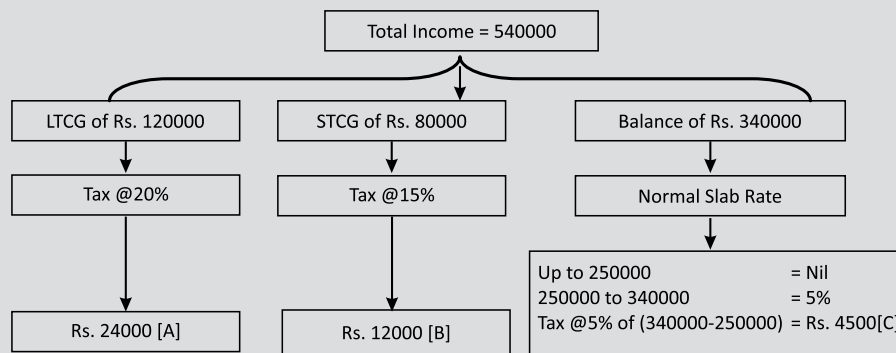 Total Income = 540000
LTCG of Rs. 120000
STCG of Rs. 80000
Balance of Rs. 340000
Tax @20%
Tax @15%
Normal Slab Rate
Up to 250000 = Nil
250000 to 340000 = 5%
Tax @5% of (340000-250000) = Rs. 4500[C]
Rs. 24000 [A]
Rs. 12000 [B]